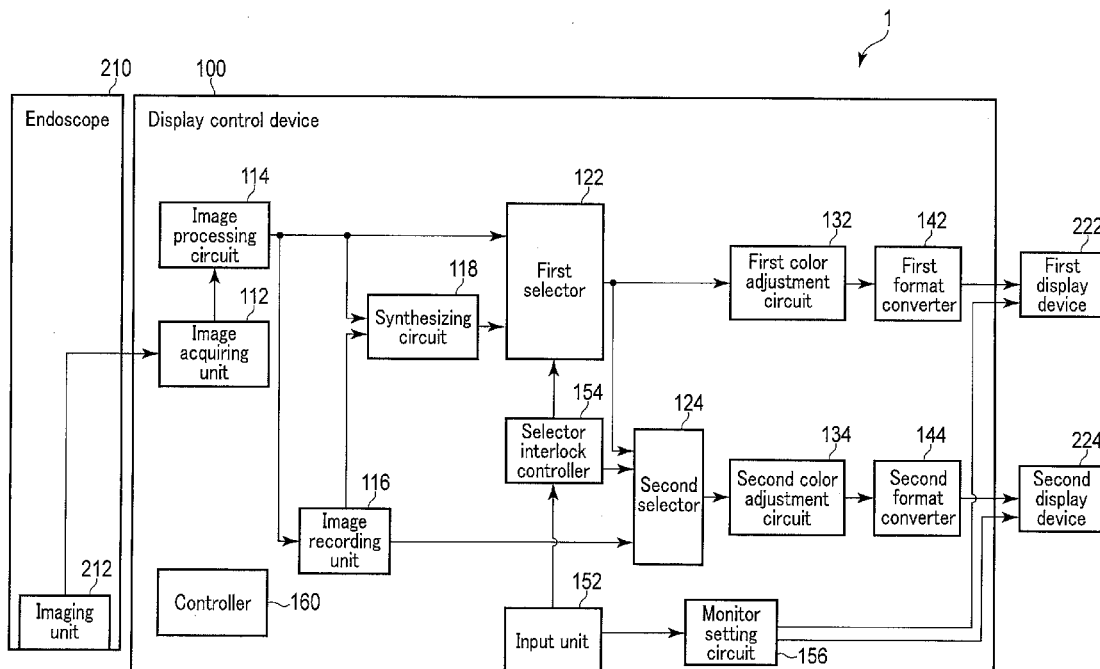 1
210
100
Endoscope
Display control device
114
Image
processing
circuit
122
First
selector
132
First color
adjustment
circuit
142
First
format
converter
222
First
display
device
118
Synthesizing
circuit
112
Image
acquiring
unit
154
Selector
interlock
controller
124
Second
selector
134
Second color
adjustment
circuit
144
Second
format
converter
224
Second
display
device
116
Image
recording
unit
212
Imaging
unit
Controller
160
152
Input unit
Monitor
setting
circuit
156